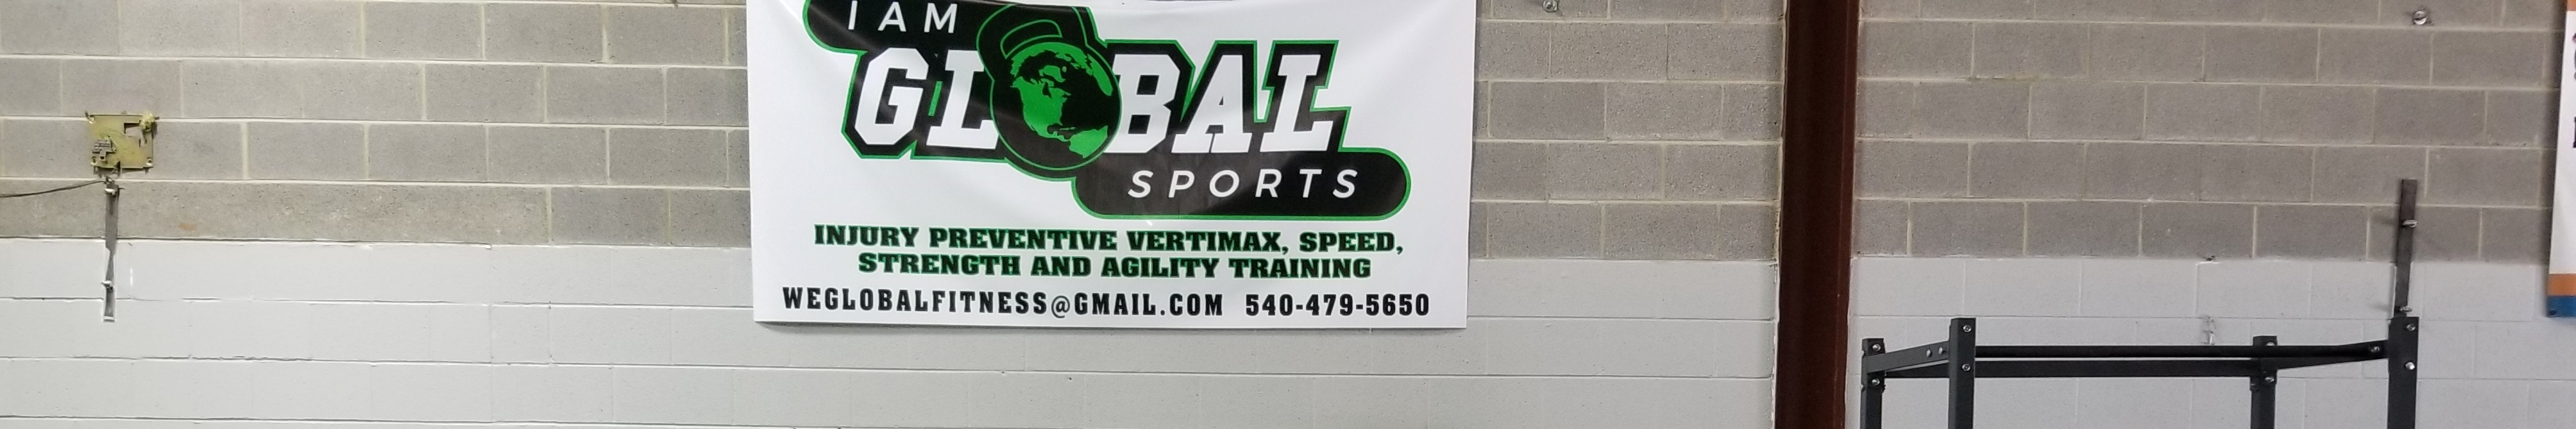 I AM
GLOBAL
SPORTS
INJURY PREVENTIVE VERTIMAX, SPEED,
STRENGTH AND AGILITY TRAINING
WEGLOBALFITNESS@GMAIL.COM 540-479-5650